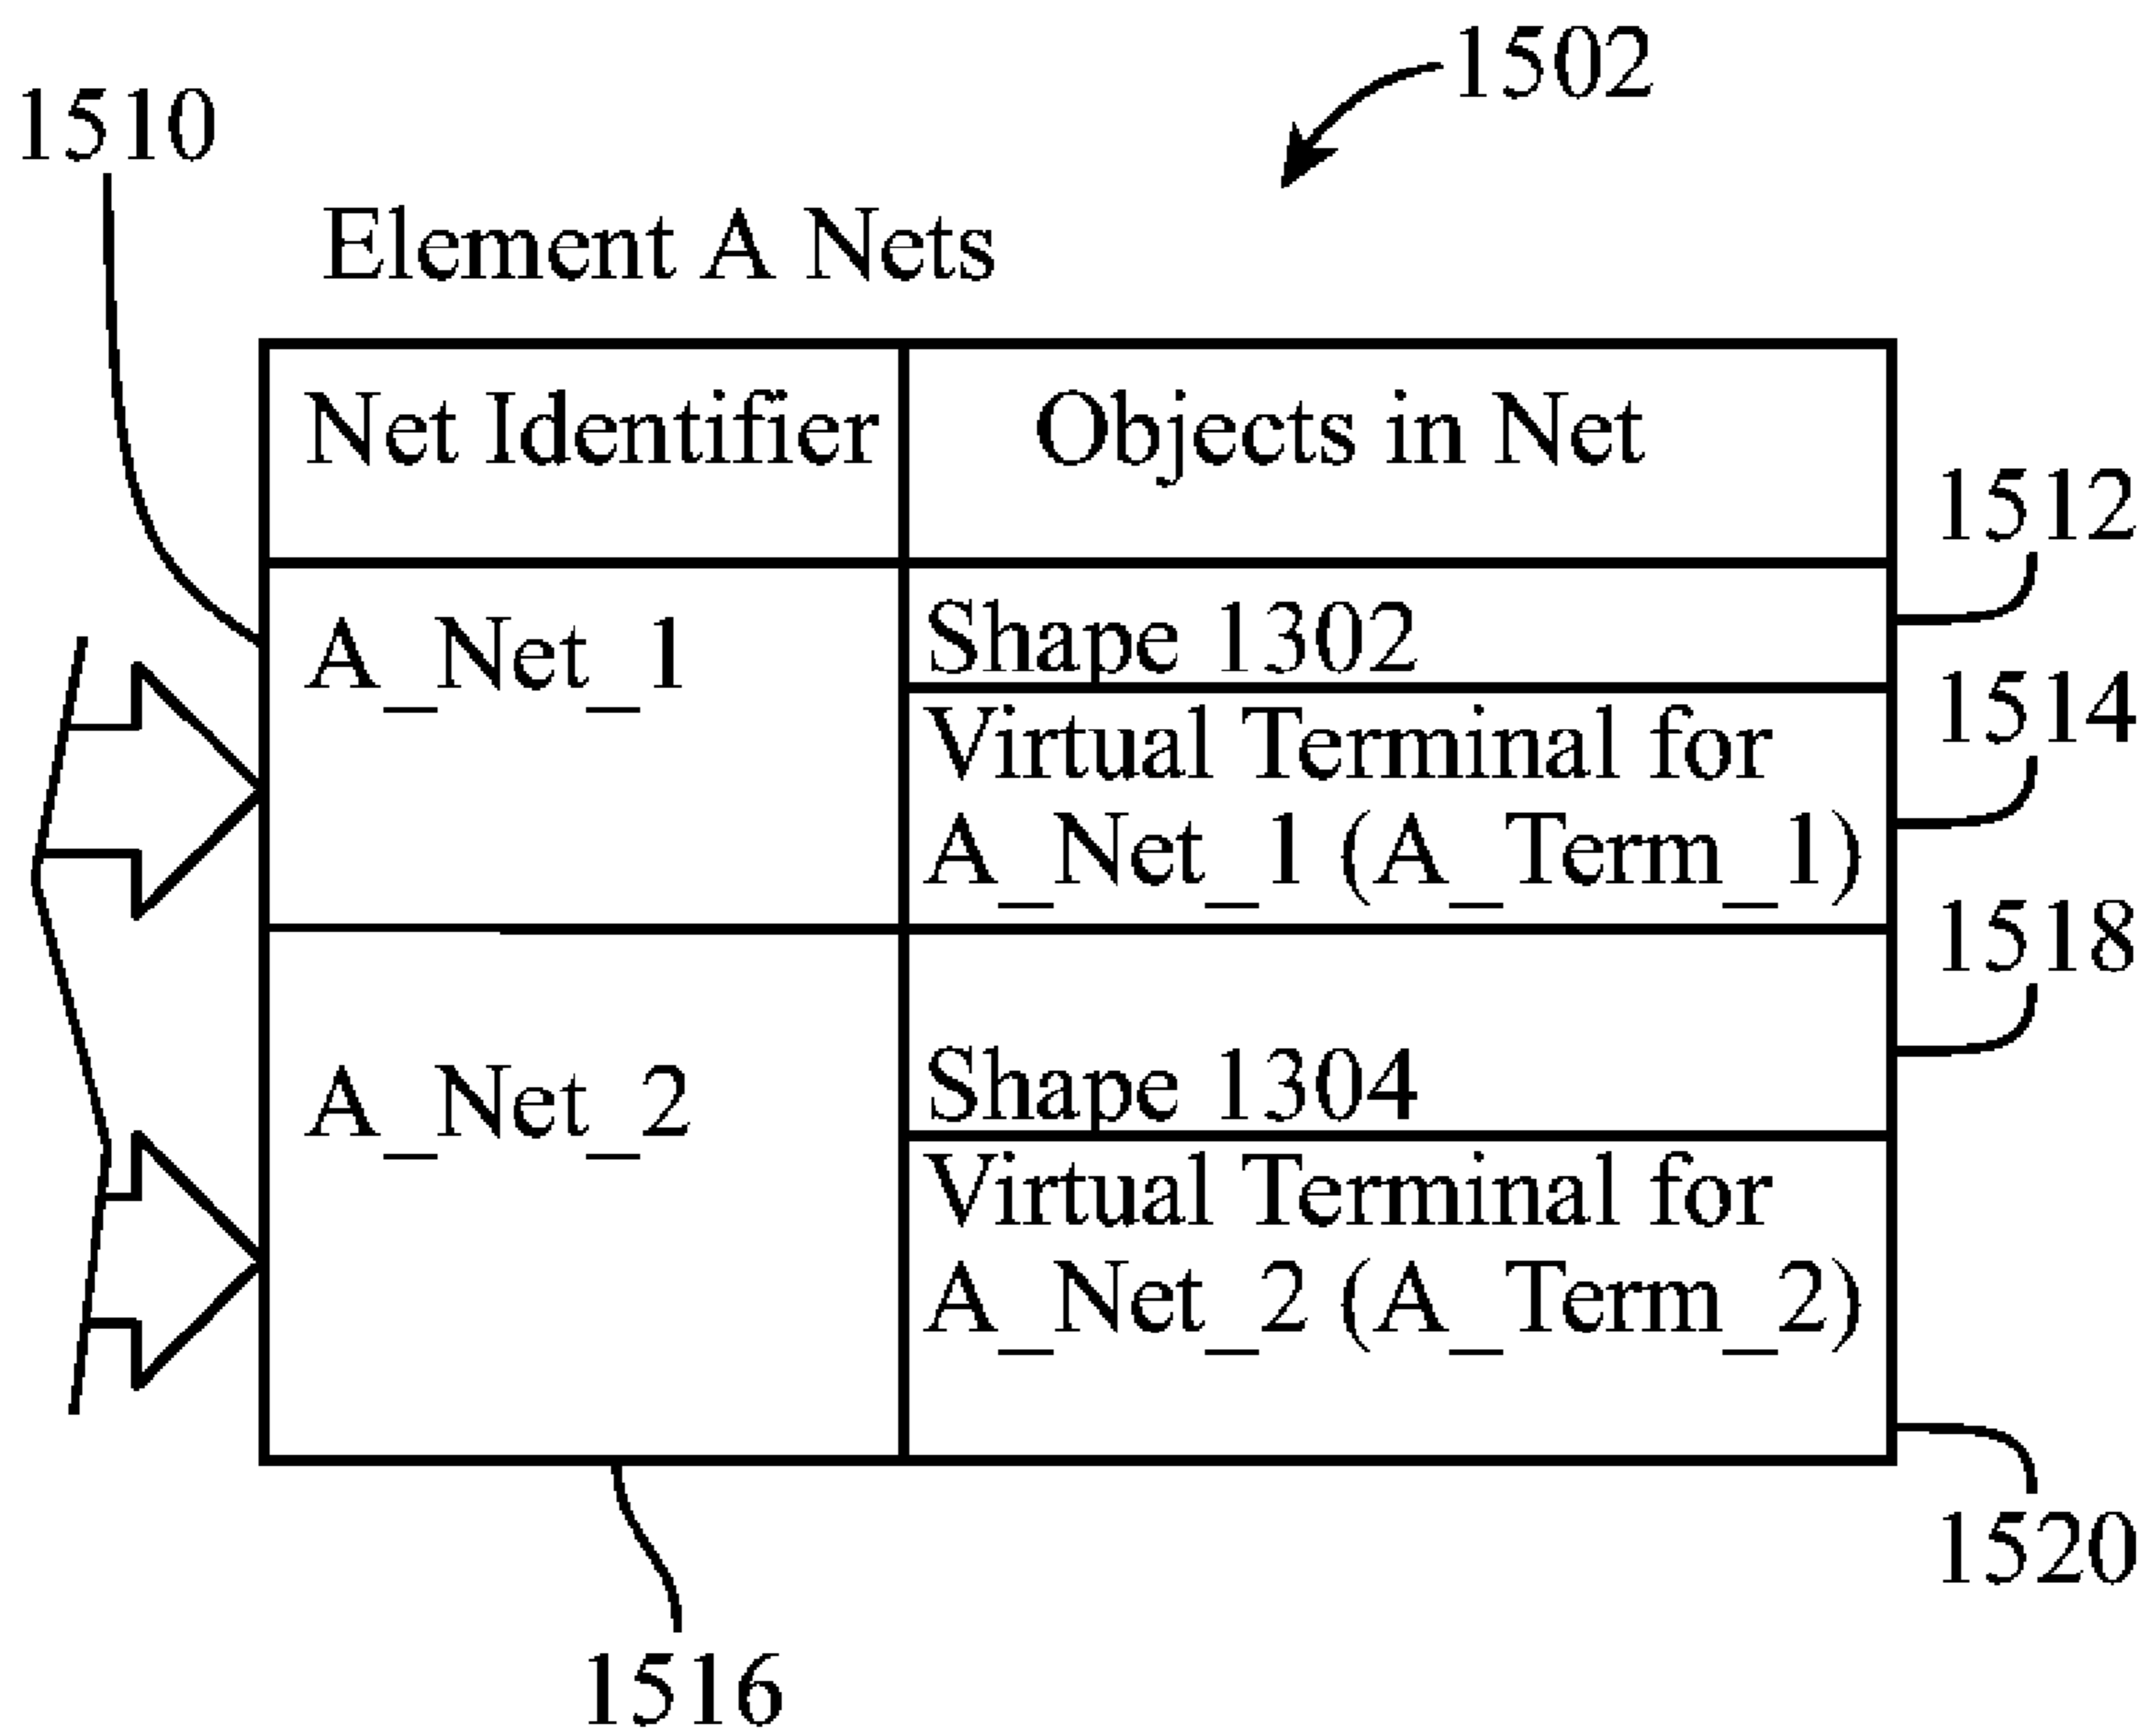 1502
1510
Element A Nets
Net Identifier
Objects in Net
1512
A_Net_1
Shape 1302
1514
Virtual Terminal for
A_Net_1 (A_Term_1)
1518
A_Net_2
Shape 1304
Virtual Terminal for
A_Net_2 (A_Term_2)
1520
1516